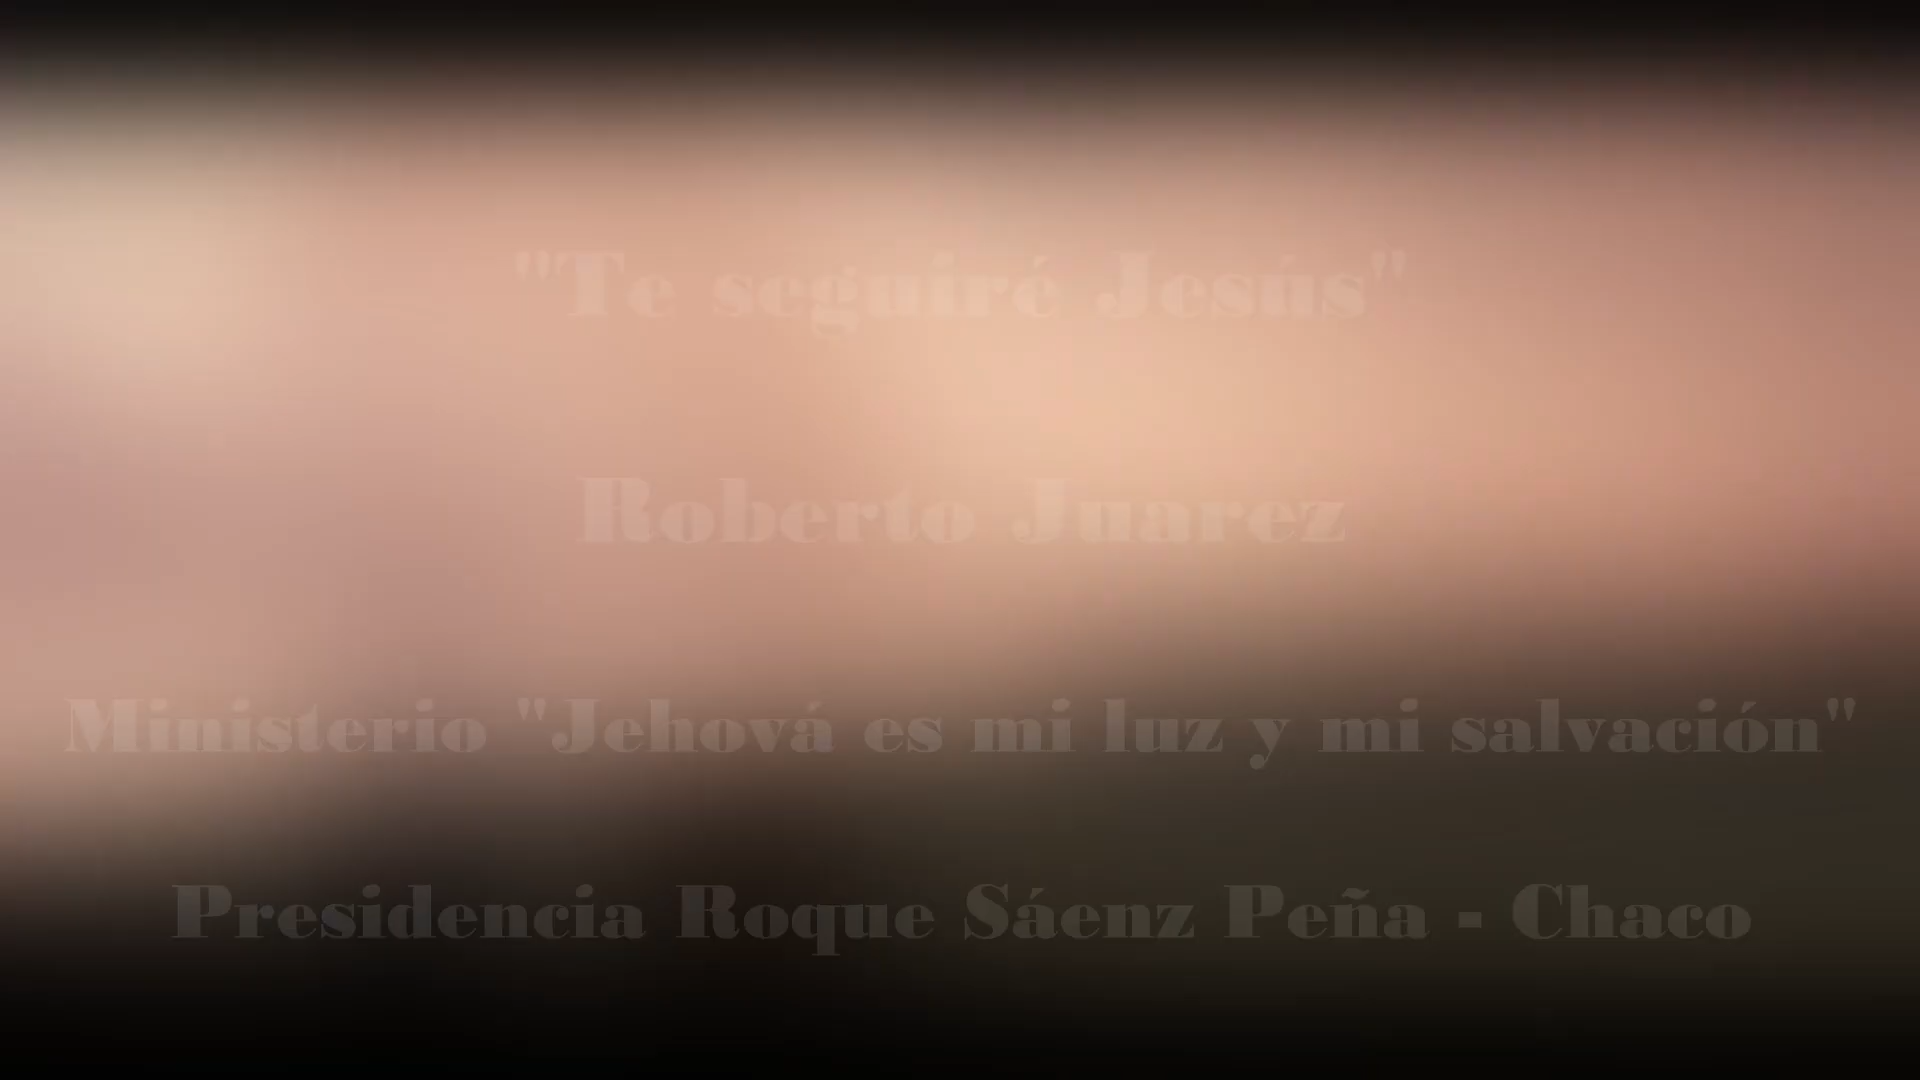 "Te seguiré Jesús"
Roberto Juarez
Ministerio "Jehová es mi luz y mi salvación"
Presidencia Roque Sáenz Peña - Chaco